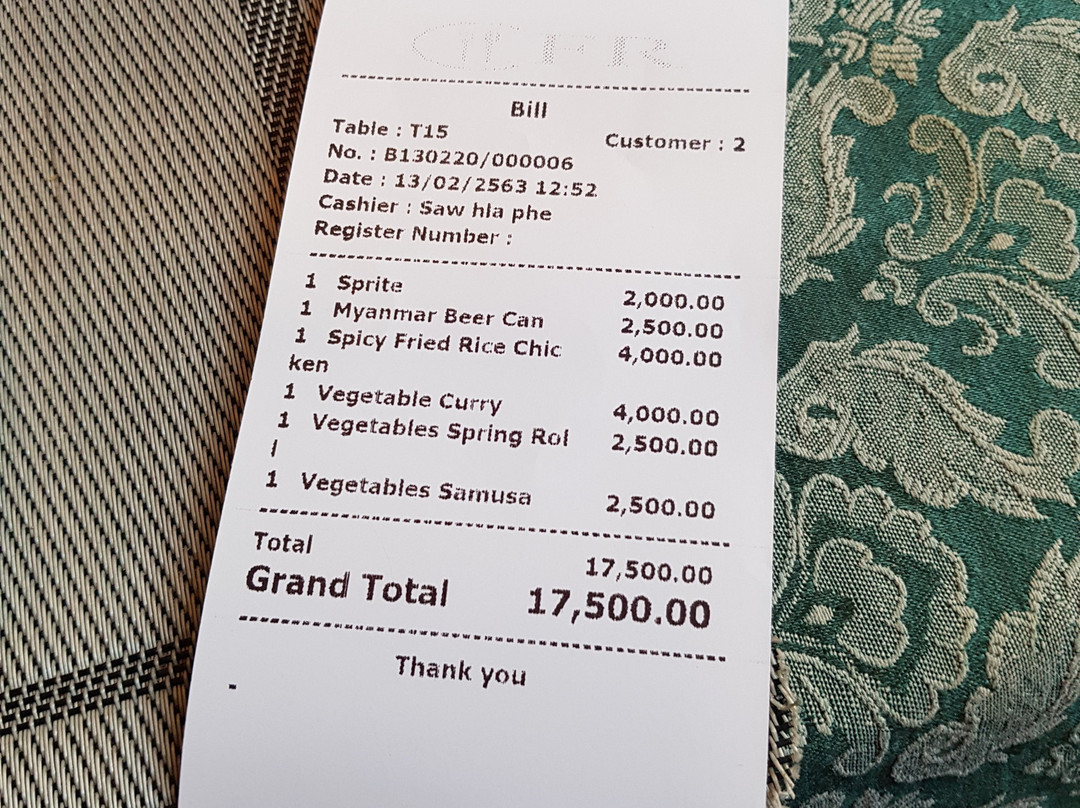 Bill
Table : T15
Customer : 2
No. : B130220/000006
Date : 13/02/2563 12:52
Cashier : Saw hla phe
Register Number :
1 Sprite 2,000.00
1 Myanmar Beer Can 2,500.00
1 Spicy Fried Rice Chic 4,000.00
ken
1 Vegetable Curry 4,000.00
1 Vegetables Spring Rol 2,500.00
l
1 Vegetables Samusa 2,500.00
Total 17,500.00
Grand Total 17,500.00
Thank you